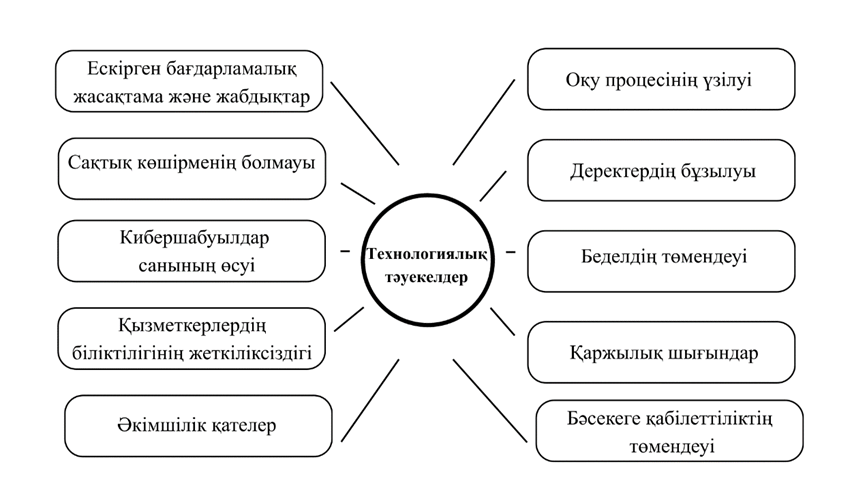 Ескірген бағдарламалық
жасақтама және жабдықтар
Сақтық көшірменің болмауы
Кибершабуылдар
санының өсуі
Қызметкерлердің
біліктілігінің жеткіліксіздігі
Әкімшілік қателер
Технологиялық
тәуекелдер
Оқу процесінің үзілуі
Деректердің бұзылуы
Беделдің төмендеуі
Қаржылық шығындар
Бәсекеге қабілеттіліктің
төмендеуі